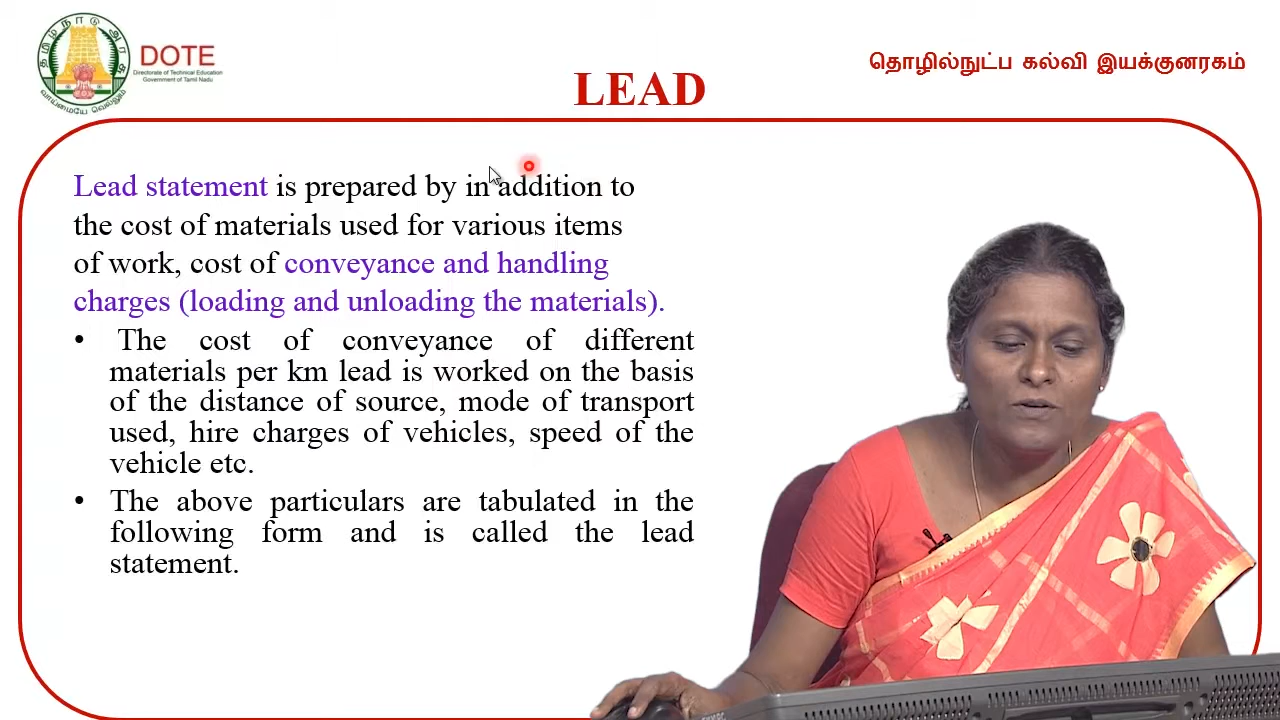 தமிழ்நாடு அரசு
வாய்மையே வெல்லும்
DOTE
Directorate of Technical Education
Government of Tamil Nadu
தொழில்நுட்ப கல்வி இயக்குனரகம்
LEAD
Lead statement is prepared by in addition to
the cost of materials used for various items
of work, cost of conveyance and handling
charges (loading and unloading the materials).
• The cost of conveyance of different
materials per km lead is worked on the basis
of the distance of source, mode of transport
used, hire charges of vehicles, speed of the
vehicle etc.
• The above particulars are tabulated in the
following form and is called the lead
statement.